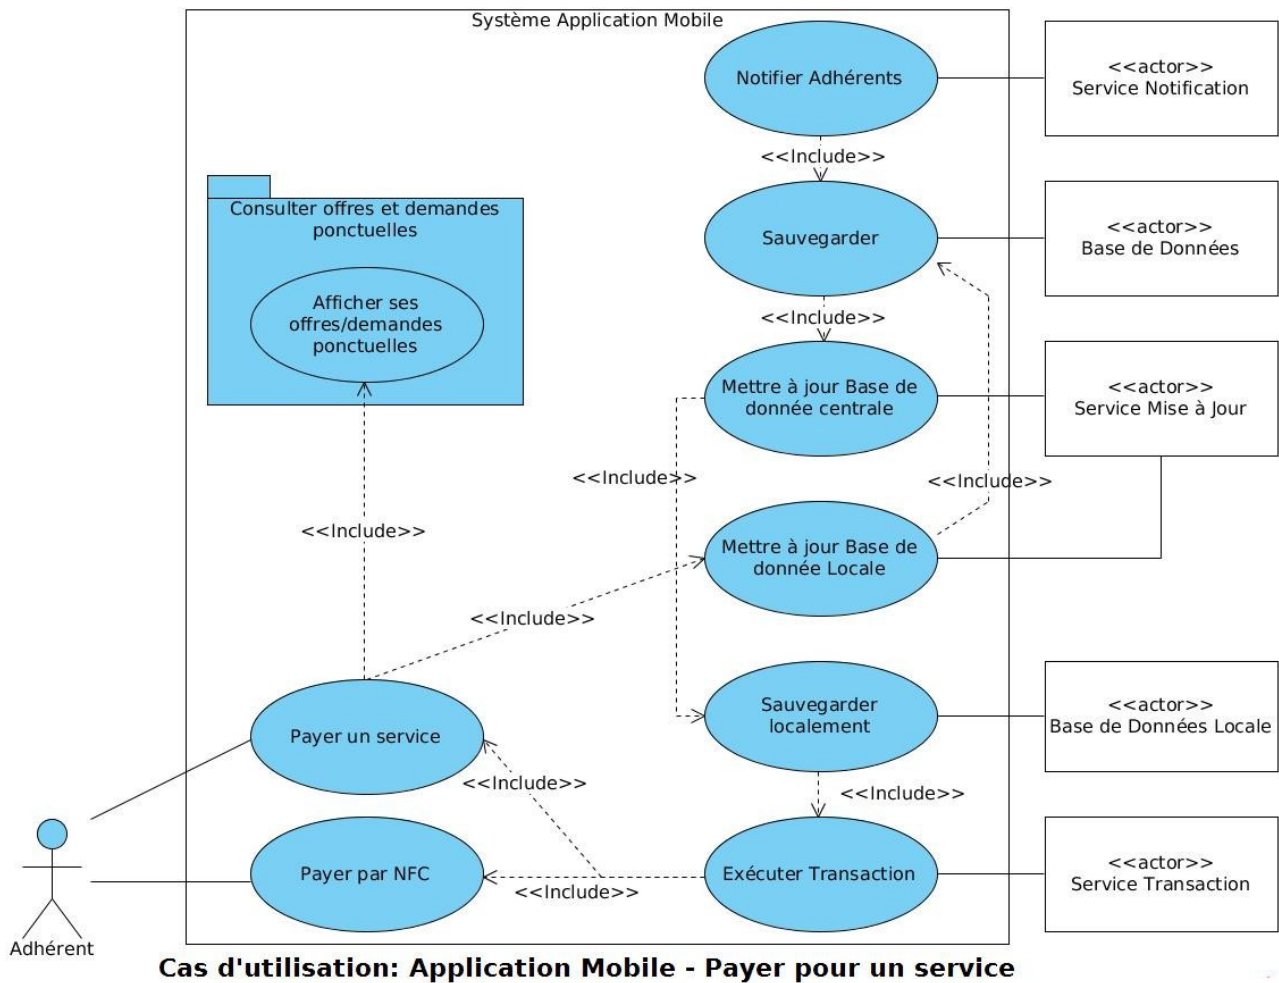 Système Application Mobile
Notifier Adhérents
<<actor>>
Service Notification
<<Include>>
Consulter offres et demandes
ponctuelles
Sauvegarder
<<actor>>
Base de Données
Afficher ses
offres/demandes
ponctuelles
<<Include>>
Mettre à jour Base de
donnée centrale
<<actor>>
Service Mise à Jour
<<Include>>
<<Include>>
<<Include>>
Mettre à jour Base de
donnée Locale
<<Include>>
Sauvegarder
localement
<<actor>>
Base de Données Locale
Payer un service
<<Include>>
<<Include>>
Payer par NFC
<<Include>>
Exécuter Transaction
<<actor>>
Service Transaction
Adhérent
Cas d'utilisation: Application Mobile - Payer pour un service